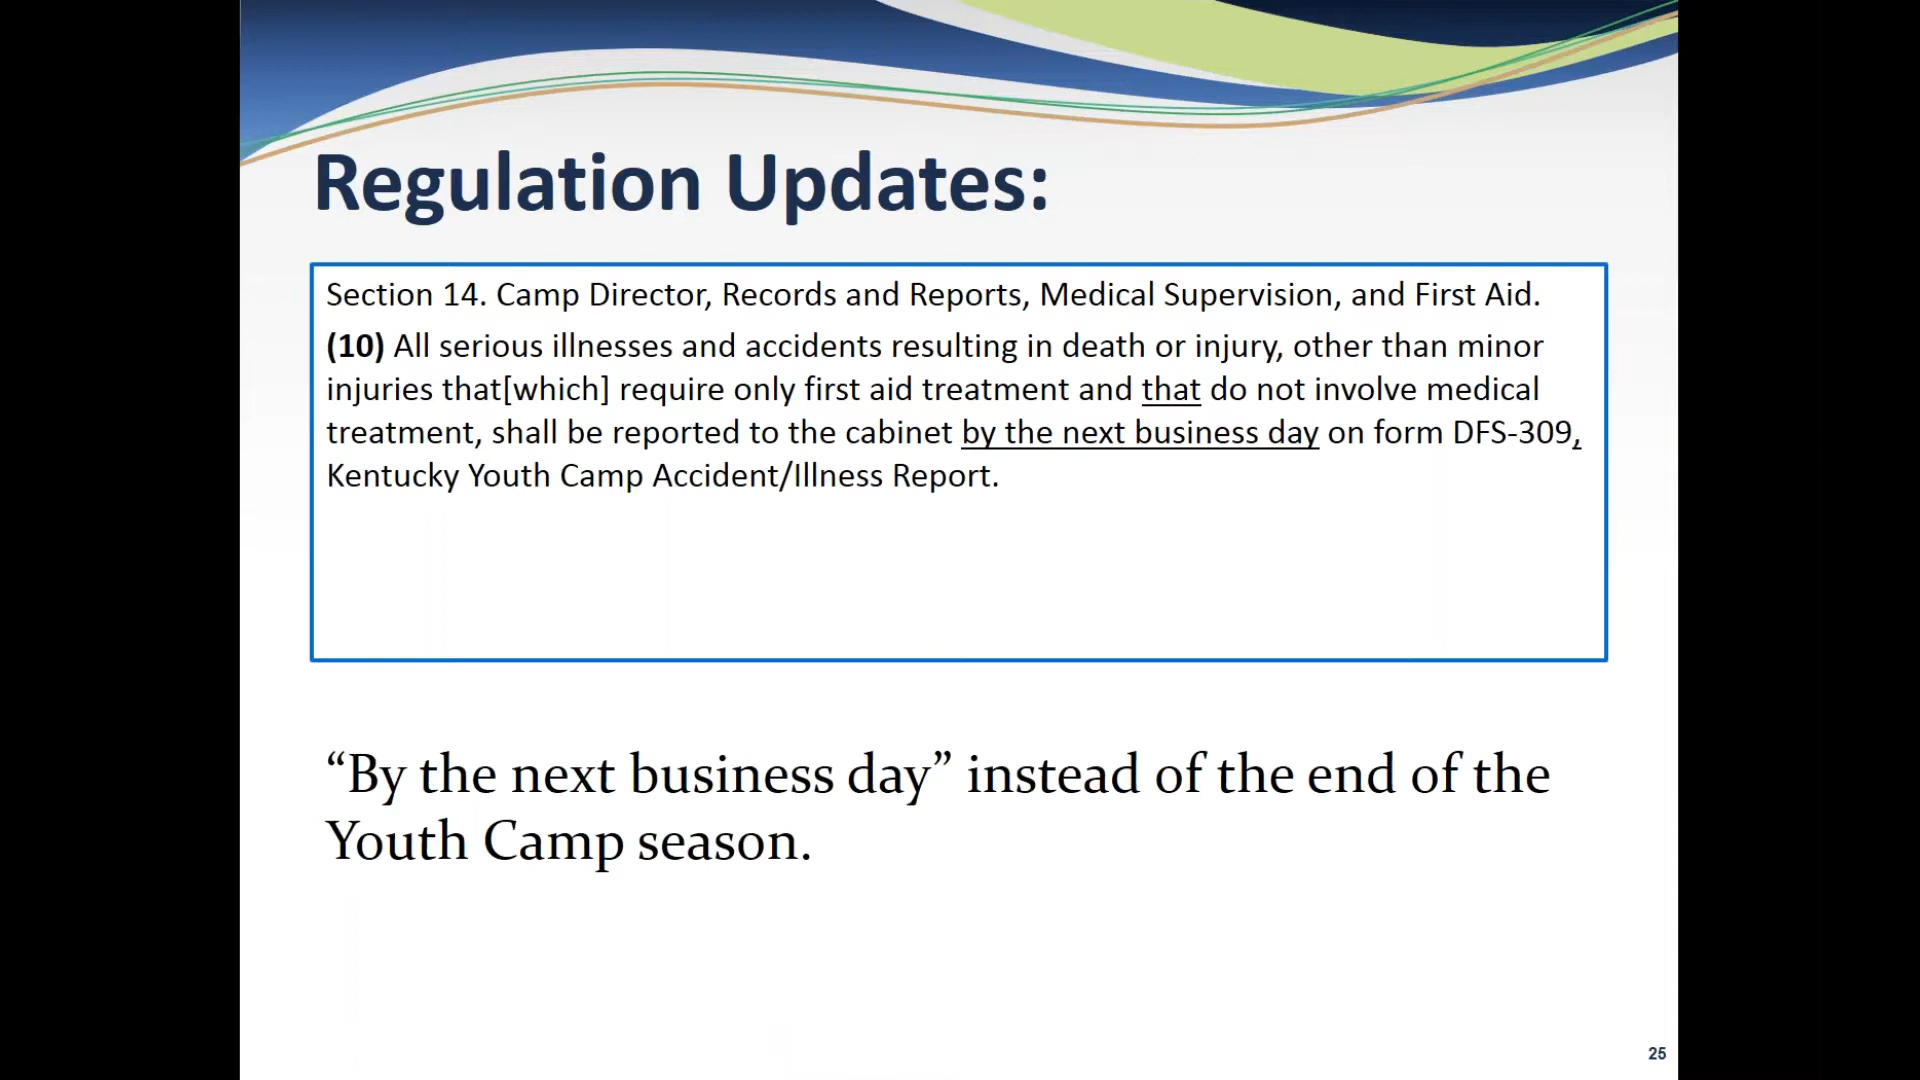 Regulation Updates:
Section 14. Camp Director, Records and Reports, Medical Supervision, and First Aid.
(10) All serious illnesses and accidents resulting in death or injury, other than minor
injuries that[which] require only first aid treatment and that do not involve medical
treatment, shall be reported to the cabinet by the next business day on form DFS-309,
Kentucky Youth Camp Accident/Illness Report.
“By the next business day” instead of the end of the
Youth Camp season.
25